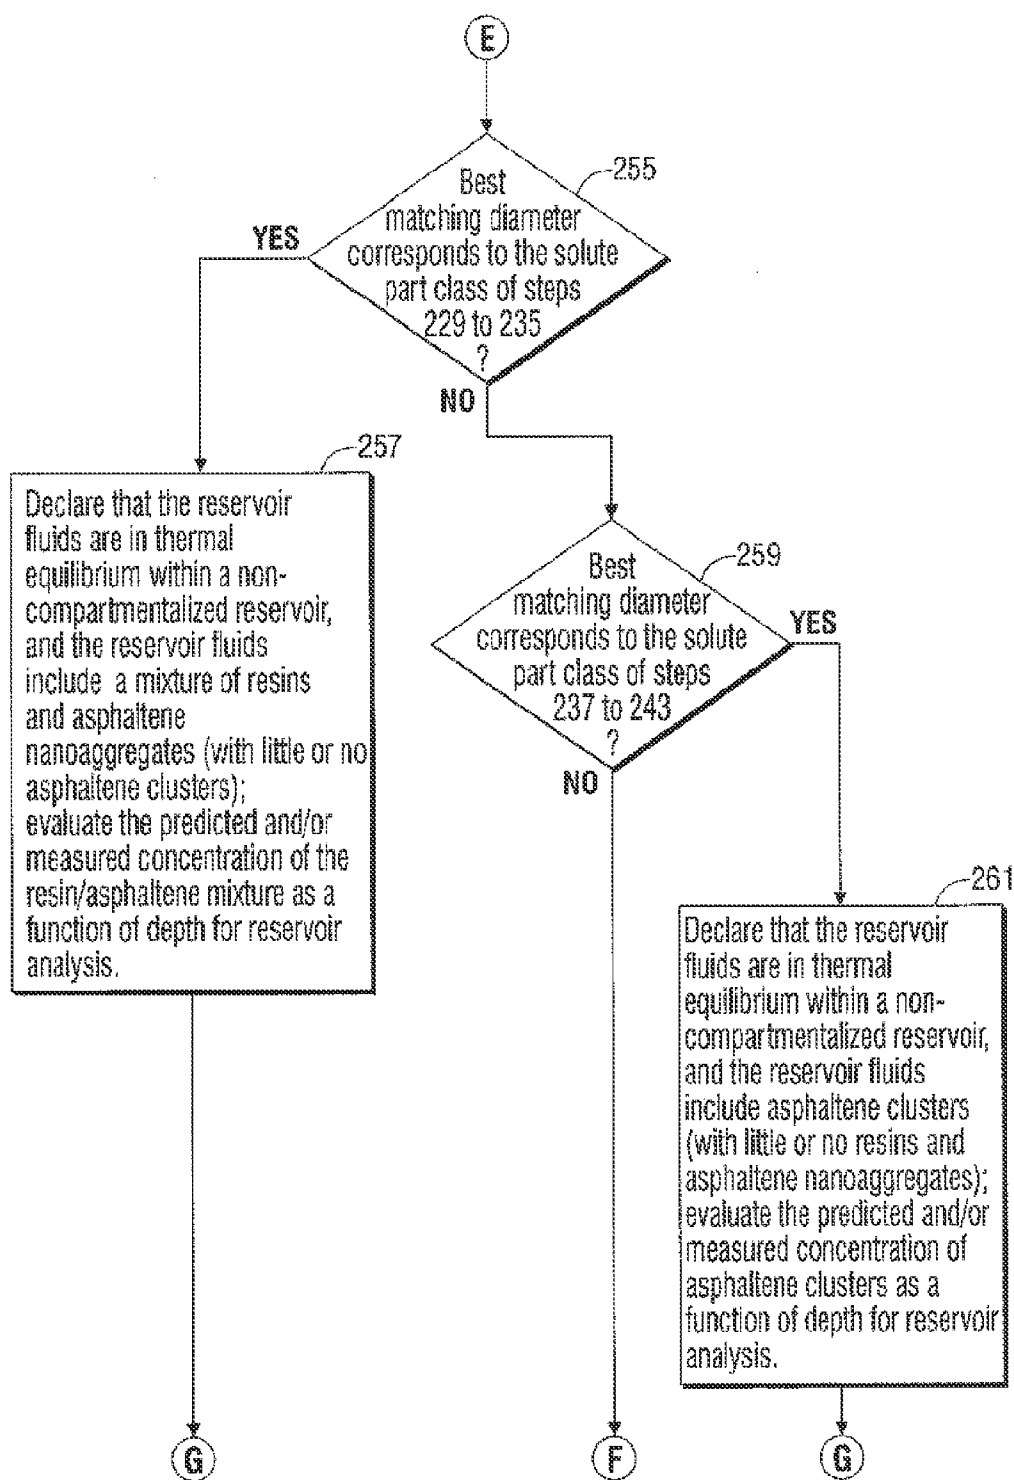 E
255
Best
matching diameter
corresponds to the solute
part class of steps
229 to 235
?
YES
NO
257
Declare that the reservoir
fluids are in thermal
equilibrium within a non-
compartmentalized reservoir,
and the reservoir fluids
include a mixture of resins
and asphaltene
nanoaggregates (with little or no
asphaltene clusters);
evaluate the predicted and/or
measured concentration of the
resin/asphaltene mixture as a
function of depth for reservoir
analysis.
259
Best
matching diameter
corresponds to the solute
part class of steps
237 to 243
?
YES
NO
261
Declare that the reservoir
fluids are in thermal
equilibrium within a non-
compartmentalized reservoir,
and the reservoir fluids
include asphaltene clusters
(with little or no resins and
asphaltene nanoaggregates);
evaluate the predicted and/or
measured concentration of
asphaltene clusters as a
function of depth for reservoir
analysis.
G
F
G